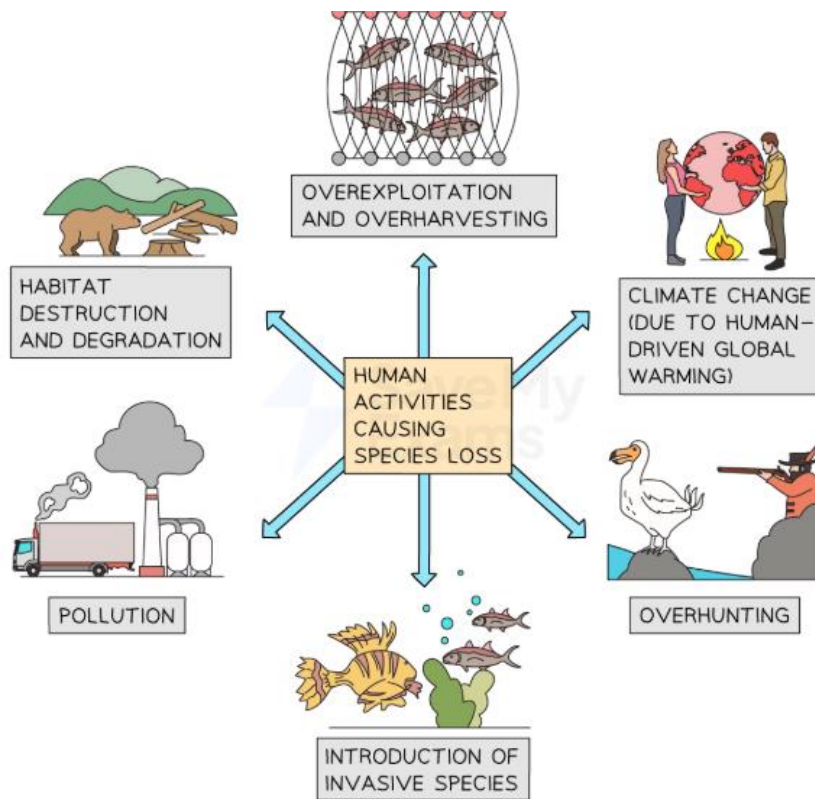 OVEREXPLOITATION
AND OVERHARVESTING
HABITAT
DESTRUCTION
AND DEGRADATION
CLIMATE CHANGE
(DUE TO HUMAN-
DRIVEN GLOBAL
WARMING)
HUMAN
ACTIVITIES
CAUSING
SPECIES LOSS
POLLUTION
OVERHUNTING
INTRODUCTION OF
INVASIVE SPECIES